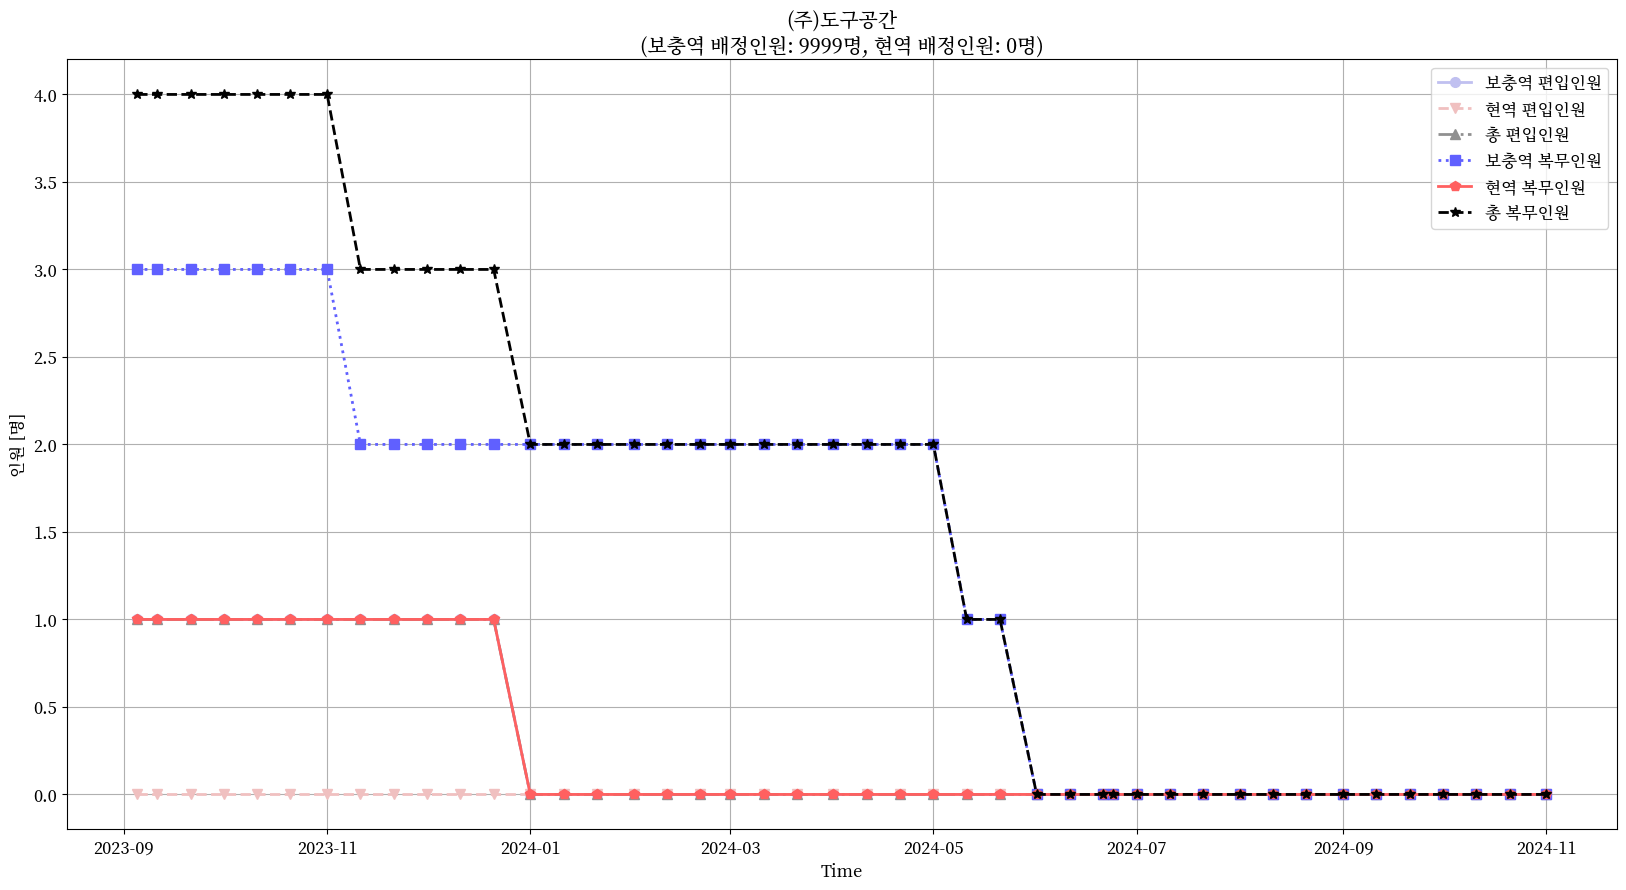 (주)도구공간
(보충역 배정인원: 9999명, 현역 배정인원: 0명)
보충역 편입인원
현역 편입인원
총 편입인원
보충역 복무인원
현역 복무인원
총 복무인원
인원 [명]
4.0
3.5
3.0
2.5
2.0
1.5
1.0
0.5
0.0
2023-09 2023-11 2024-01 2024-03 2024-05 2024-07 2024-09 2024-11
Time